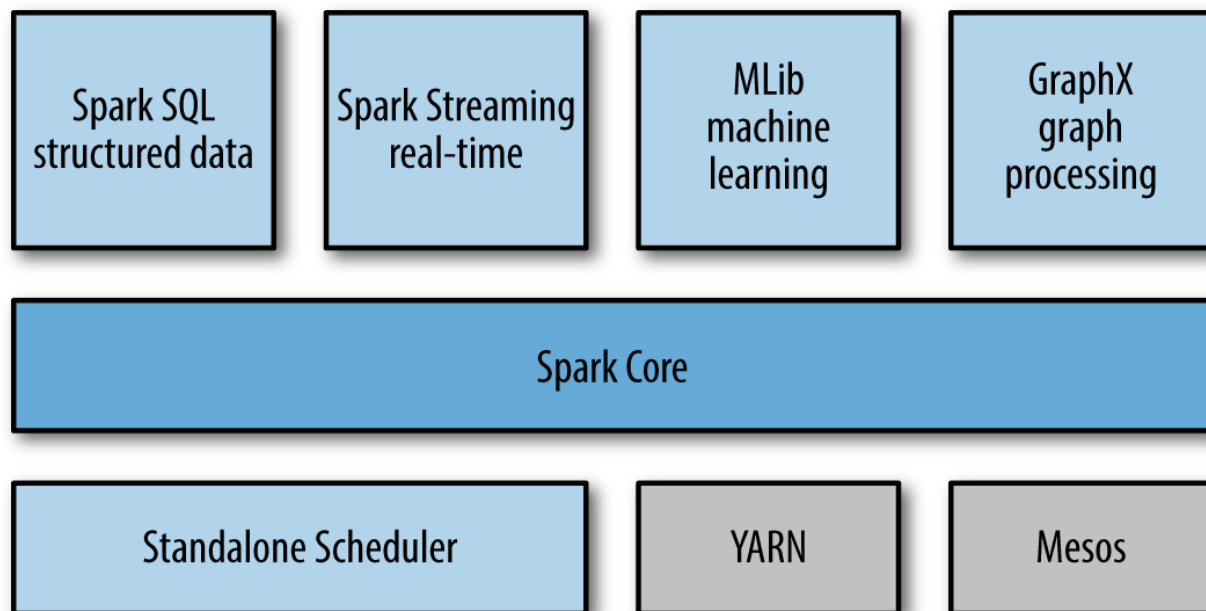 Spark SQL
structured data
Spark Streaming
real-time
MLib
machine
learning
GraphX
graph
processing
Spark Core
Standalone Scheduler
YARN
Mesos